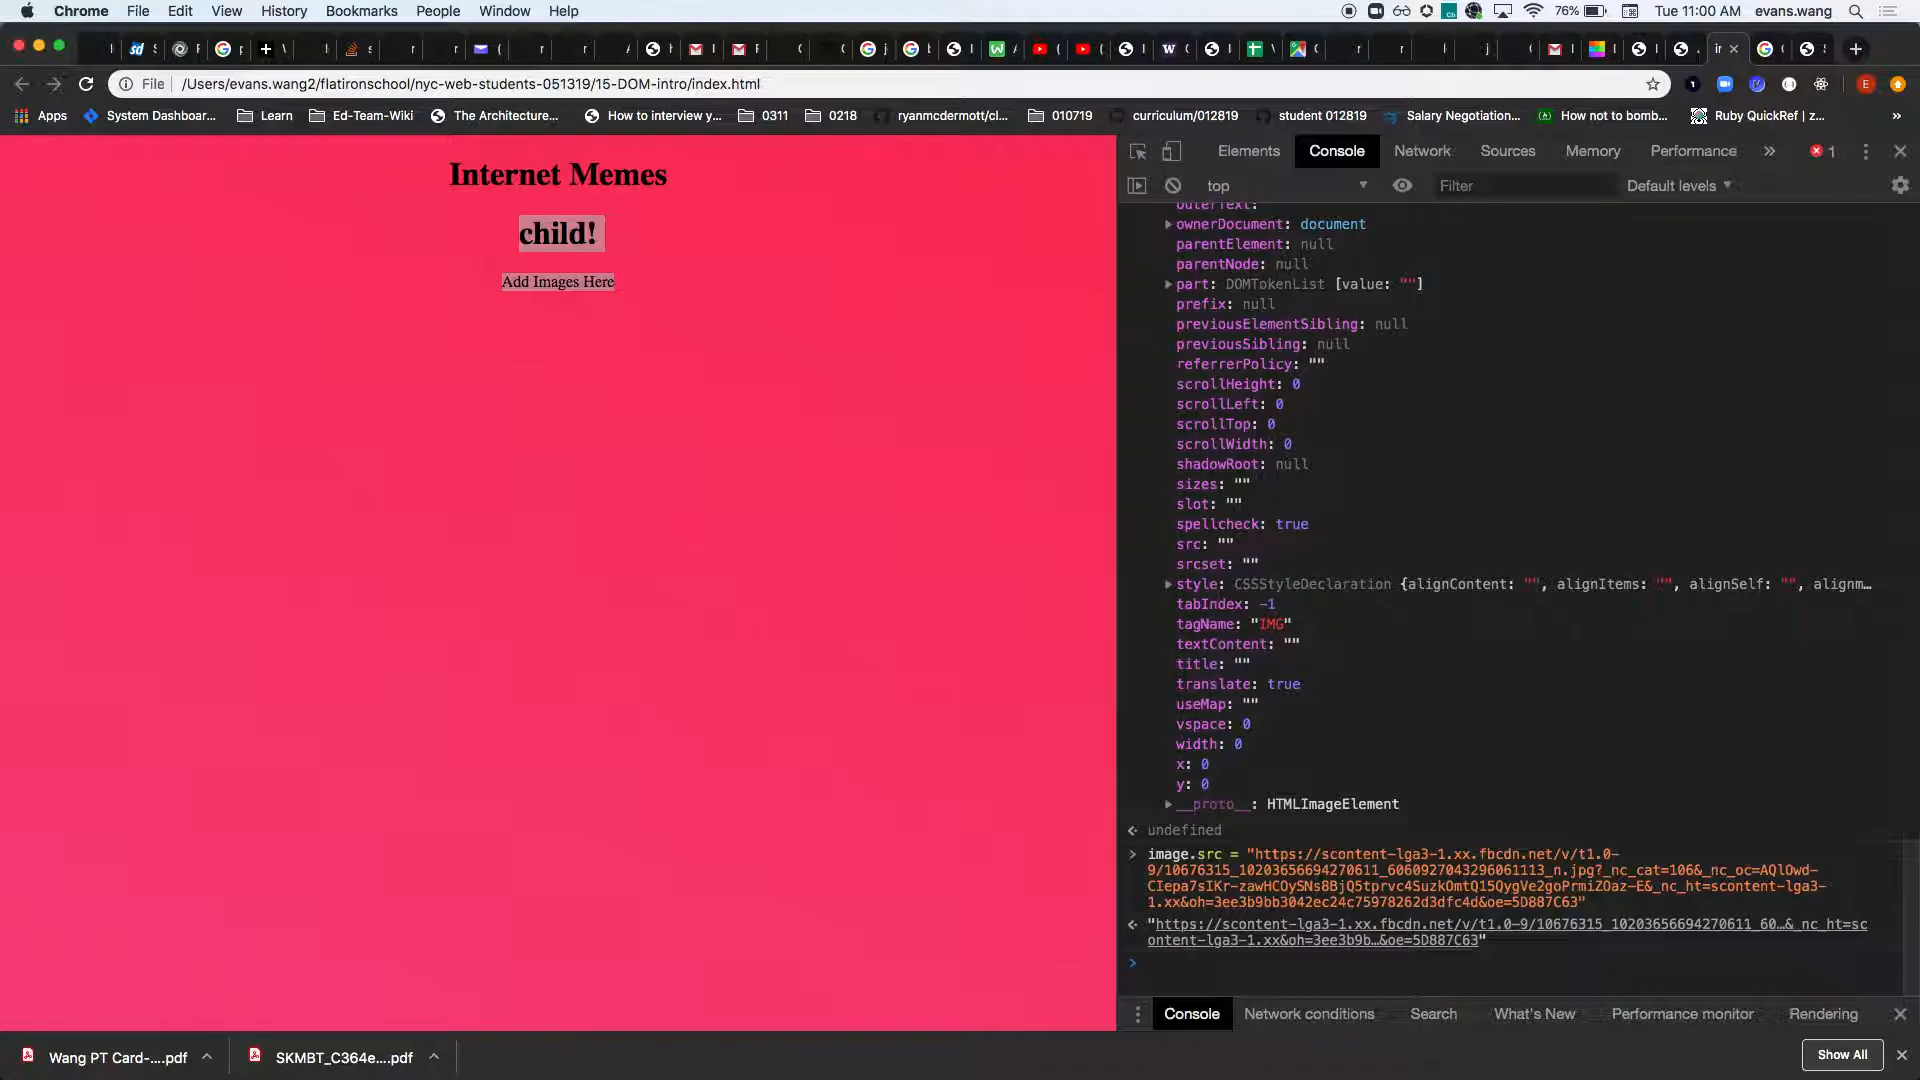 Chrome File Edit View History Bookmarks People Window Help 76% Tue 11:00 AM evans.wang
File /Users/evans.wang2/flatironschool/nyc-web-students-051319/15-DOM-intro/index.html
Apps System Dashboar... Learn Ed-Team-Wiki The Architecture... How to interview y... 0311 0218 ryanmcdermott/cl... 010719 curriculum/012819 student 012819 Salary Negotiation... How not to bomb... Ruby QuickRef | z... »
Internet Memes
child!
Add Images Here
Elements Console Network Sources Memory Performance » 1
top Filter Default levels
outerText:
ownerDocument: document
parentElement: null
parentNode: null
part: DOMTokenList [value: ""]
prefix: null
previousElementSibling: null
previousSibling: null
referrerPolicy: ""
scrollHeight: 0
scrollLeft: 0
scrollTop: 0
scrollWidth: 0
shadowRoot: null
sizes: ""
slot: ""
spellcheck: true
src: ""
srcset: ""
style: CSSStyleDeclaration {alignContent: "", alignItems: "", alignSelf: "", alignm…
tabIndex: -1
tagName: "IMG"
textContent: ""
title: ""
translate: true
useMap: ""
vspace: 0
width: 0
x: 0
y: 0
__proto__: HTMLImageElement
undefined
image.src = "https://scontent-lga3-1.xx.fbcdn.net/v/t1.0-
9/10676315_10203656694270611_6060927043296061113_n.jpg?_nc_cat=106&_nc_oc=AQlOwd-
CIepa7sIKr-zawHCOySNs8BjQ5tprvc4SuzkOmtQ15QygVe2goPrmiZOaz-E&_nc_ht=scontent-lga3-
1.xx&oh=3ee3b9bb3042ec24c75978262d3dfc4d&oe=5D887C63"
"https://scontent-lga3-1.xx.fbcdn.net/v/t1.0-9/10676315_10203656694270611_60…&_nc_ht=sc
ontent-lga3-1.xx&oh=3ee3b9b…&oe=5D887C63"
Console Network conditions Search What's New Performance monitor Rendering
Wang PT Card-....pdf SKMBT_C364e....pdf Show All